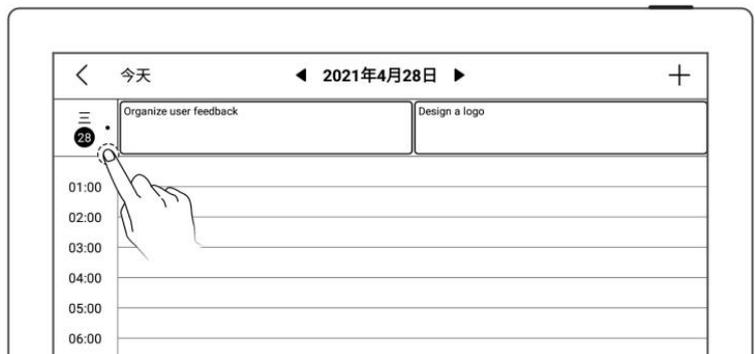 今天
2021年4月28日
三
28
Organize user feedback
Design a logo
01:00
02:00
03:00
04:00
05:00
06:00